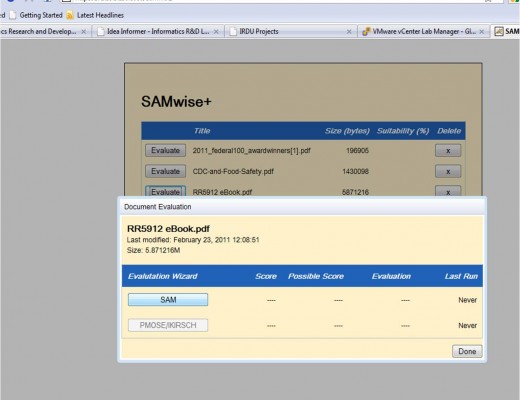 Getting Started Latest Headlines
cs Research and Develop... Idea Informer - Informatics R&D L... IRDU Projects VMware vCenter Lab Manager - Gl... SAM
SAMwise+
Title Size (bytes) Suitability (%) Delete
Evaluate 2011_federal100_awardwinners[1].pdf 196905 x
Evaluate CDC-and-Food-Safety.pdf 1430098 x
Evaluate RR5912 eBook.pdf 5871216 x
Document Evaluation
RR5912 eBook.pdf
Last modified: February 23, 2011 12:08:51
Size: 5.871216M
Evalutation Wizard Score Possible Score Evaluation Last Run
SAM ---- ---- ---- Never
PMOSE/IKIRSCH ---- ---- ---- Never
Done